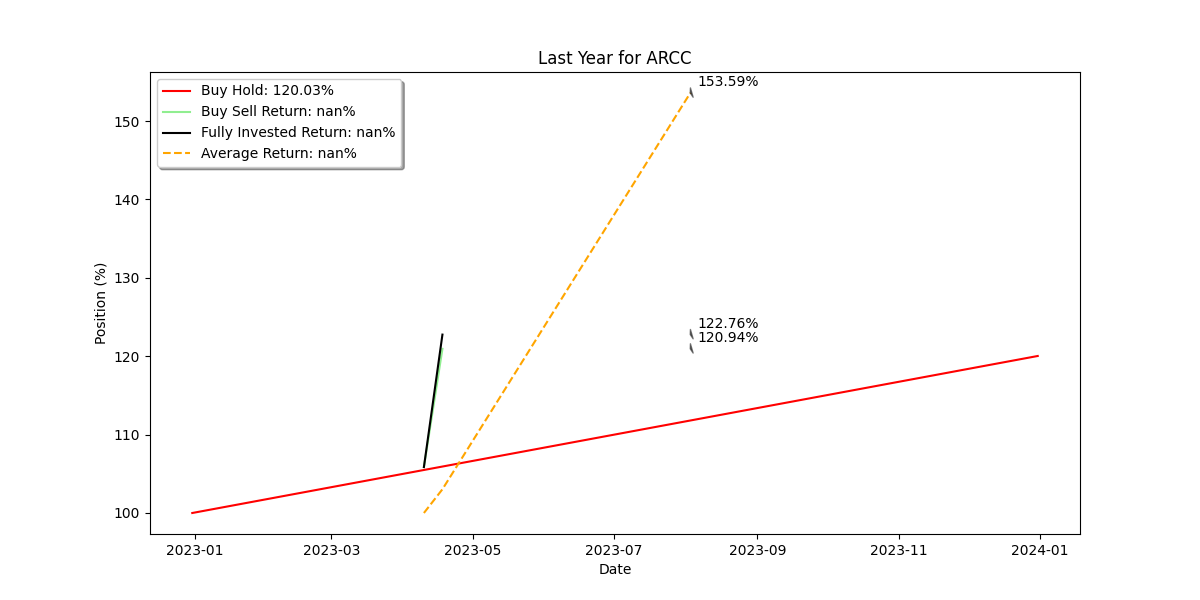 Last Year for ARCC
Buy Hold: 120.03%
Buy Sell Return: nan%
Fully Invested Return: nan%
Average Return: nan%
153.59%
122.76%
120.94%
Position (%)
150
140
130
120
110
100
2023-01
2023-03
2023-05
2023-07
2023-09
2023-11
2024-01
Date